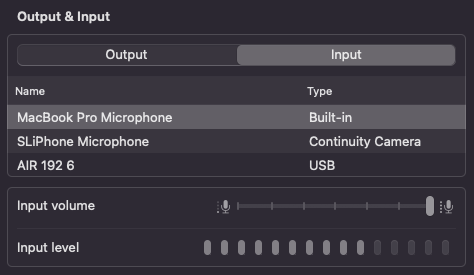 Output & Input
Output Input
Name Type
MacBook Pro Microphone Built-in
SLiPhone Microphone Continuity Camera
AIR 192 6 USB
Input volume
Input level